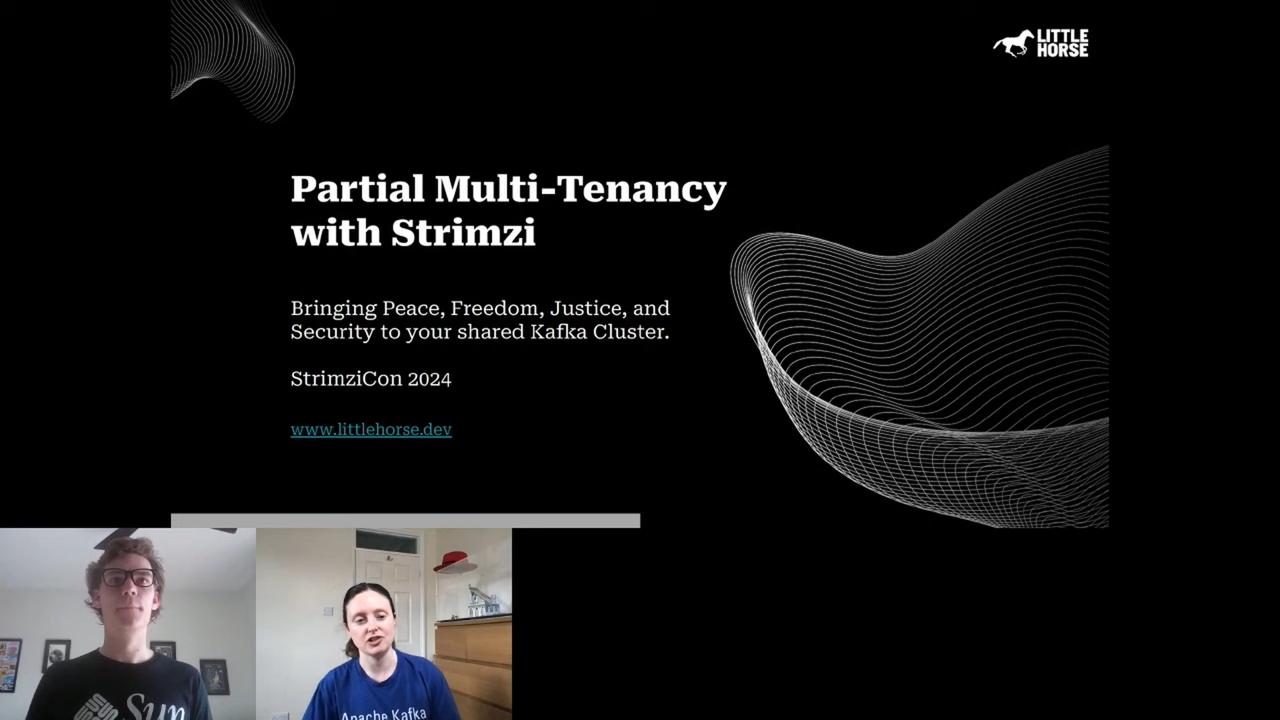 LITTLE
HORSE
Partial Multi-Tenancy
with Strimzi
Bringing Peace, Freedom, Justice, and
Security to your shared Kafka Cluster.
StrimziCon 2024
www.littlehorse.dev
Sun
Apache Kafka